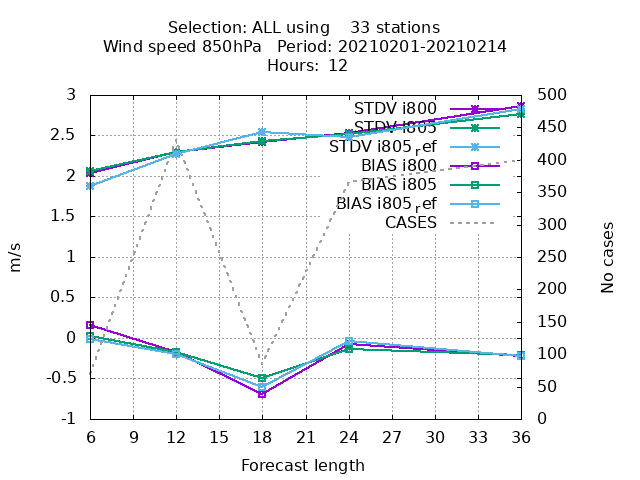 Selection: ALL using    33 stations
Wind speed 850hPa   Period: 20210201-20210214
Hours: 12
3
2.5
2
1.5
1
0.5
0
-0.5
-1
m/s
STDV i800
STDV i805
STDV i805ref
BIAS i800
BIAS i805
BIAS i805ref
CASES
500
450
400
350
300
250
200
150
100
50
0
No cases
6 9 12 15 18 21 24 27 30 33 36
Forecast length